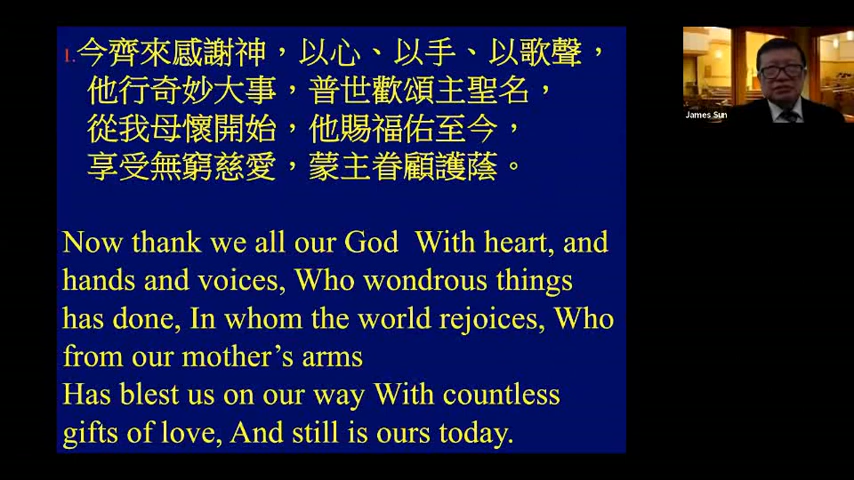 1.今齊來感謝神，以心、以手、以歌聲，
他行奇妙大事，普世歡頌主聖名，
從我母懷開始，他賜福佑至今，
享受無窮慈愛，蒙主眷顧護蔭。
Now thank we all our God With heart, and
hands and voices, Who wondrous things
has done, In whom the world rejoices, Who
from our mother’s arms
Has blest us on our way With countless
gifts of love, And still is ours today.
James Sun